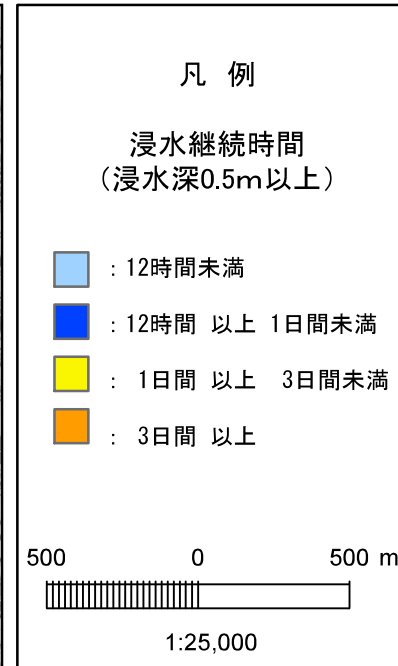 凡 例
浸水継続時間
（浸水深0.5m以上）
: 12時間未満
: 12時間 以上 1日間未満
: 1日間 以上 3日間未満
: 3日間 以上
500 0 500 m
1:25,000